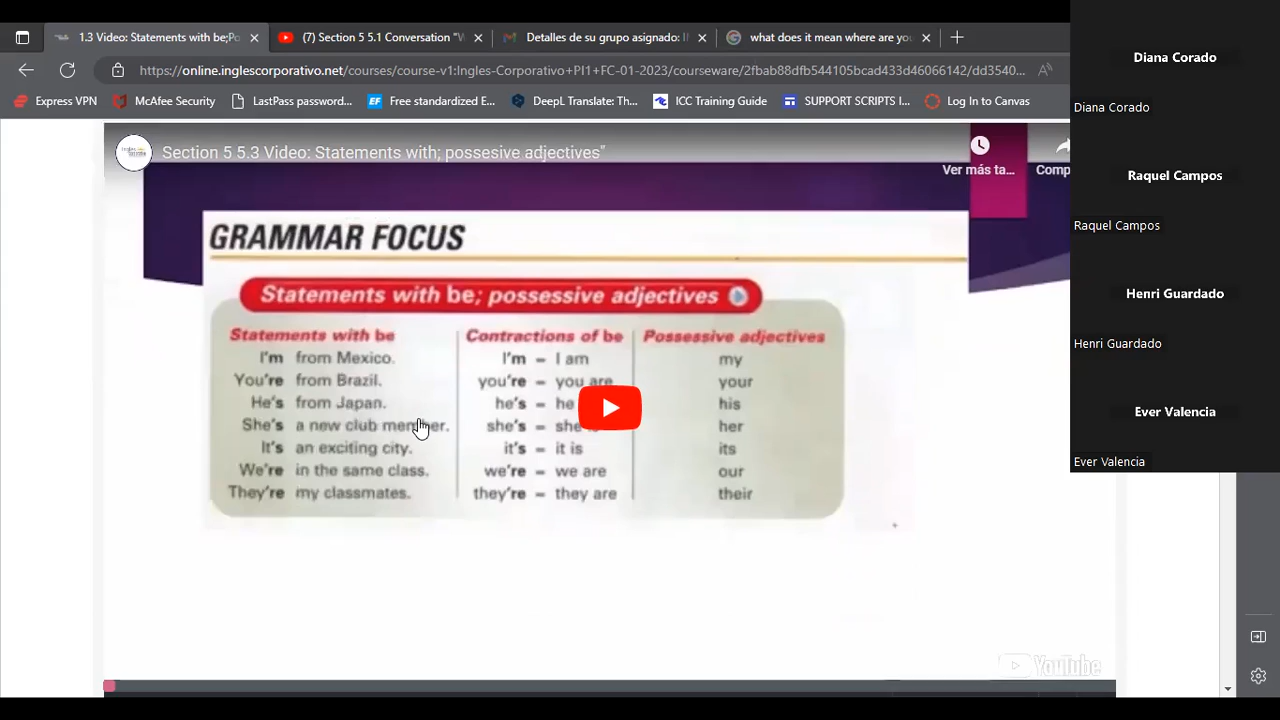 1.3 Video: Statements with be;Po
(7) Section 5 5.1 Conversation "W
Detalles de su grupo asignado: II
what does it mean where are you
https://online.inglescorporativo.net/courses/course-v1:Ingles-Corporativo+PI1+FC-01-2023/courseware/2fbab88dfb544105bcad433d46066142/dd3540...
Express VPN
McAfee Security
LastPass password...
Free standardized E...
DeepL Translate: Th...
ICC Training Guide
SUPPORT SCRIPTS I...
Log In to Canvas
Section 5 5.3 Video: Statements with; possesive adjectives"
Ver más ta...
Comp
GRAMMAR FOCUS
Statements with be; possessive adjectives
Statements with be Contractions of be Possessive adjectives
I'm from Mexico. I'm = I am my
You're from Brazil. you're = you are your
He's from Japan. he's = he his
She's a new club member. she's = she her
It's an exciting city. it's = it is its
We're in the same class. we're = we are our
They're my classmates. they're = they are their
YouTube
Diana Corado
Diana Corado
Raquel Campos
Raquel Campos
Henri Guardado
Henri Guardado
Ever Valencia
Ever Valencia